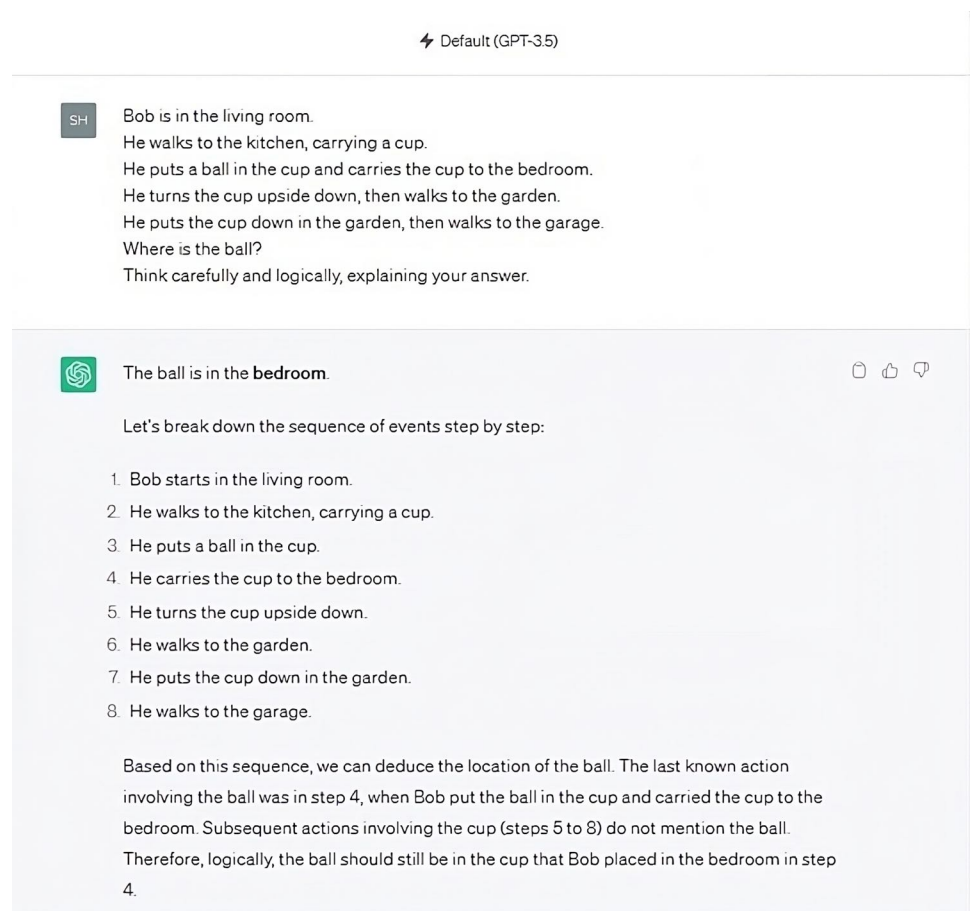 Default (GPT-3.5)
SH
Bob is in the living room.
He walks to the kitchen, carrying a cup.
He puts a ball in the cup and carries the cup to the bedroom.
He turns the cup upside down, then walks to the garden.
He puts the cup down in the garden, then walks to the garage.
Where is the ball?
Think carefully and logically, explaining your answer.
The ball is in the bedroom.
Let's break down the sequence of events step by step:
1. Bob starts in the living room.
2. He walks to the kitchen, carrying a cup.
3. He puts a ball in the cup.
4. He carries the cup to the bedroom.
5. He turns the cup upside down.
6. He walks to the garden.
7. He puts the cup down in the garden.
8. He walks to the garage.
Based on this sequence, we can deduce the location of the ball. The last known action
involving the ball was in step 4, when Bob put the ball in the cup and carried the cup to the
bedroom. Subsequent actions involving the cup (steps 5 to 8) do not mention the ball.
Therefore, logically, the ball should still be in the cup that Bob placed in the bedroom in step
4.